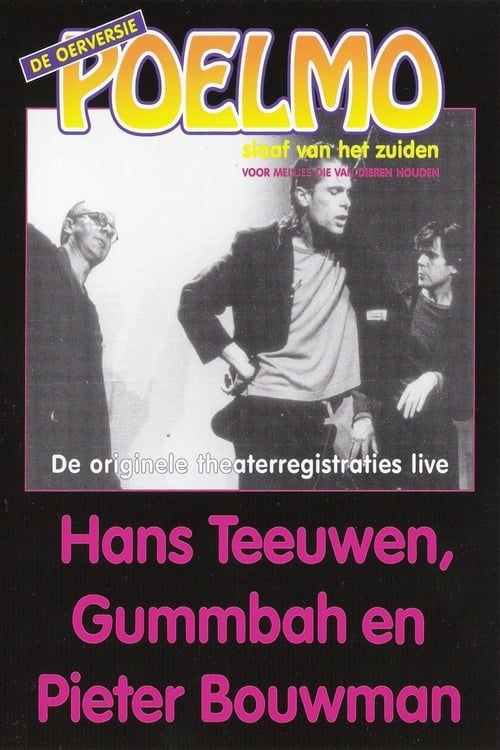 DE OERVERSIE
POELMO
slaaf van het zuiden
VOOR MEISJES DIE VAN DIEREN HOUDEN
De originele theaterregistraties live
Hans Teeuwen,
Gummbah en
Pieter Bouwman